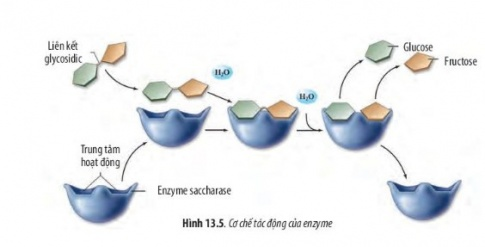 Liên kết
glycosidic
H₂O
H₂O
Glucose
Fructose
Trung tâm
hoạt động
Enzyme saccharase
Hình 13.5. Cơ chế tác động của enzyme